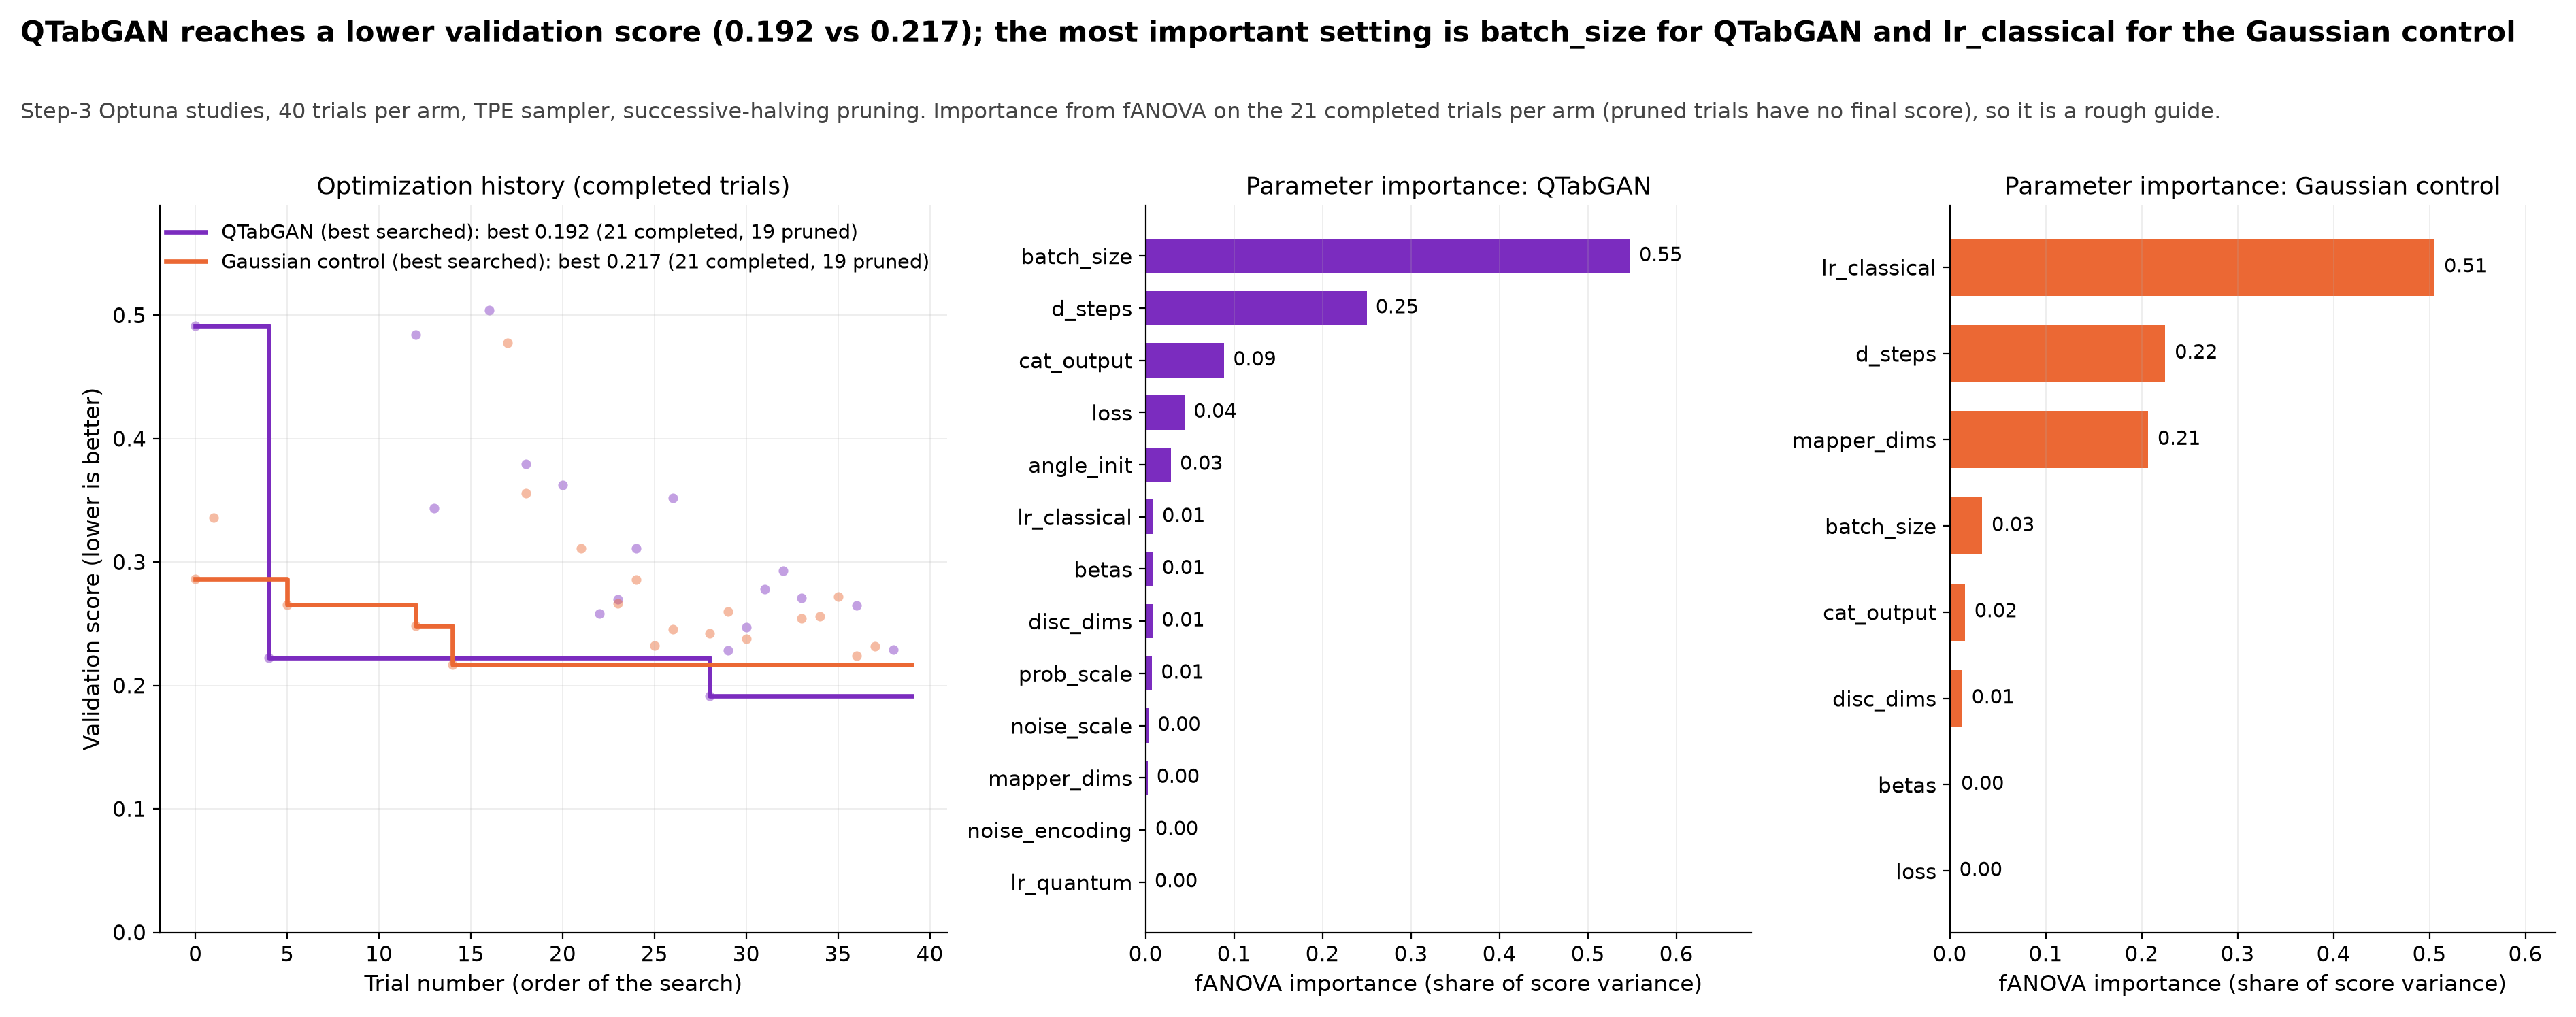 QTabGAN reaches a lower validation score (0.192 vs 0.217); the most important setting is batch_size for QTabGAN and lr_classical for the Gaussian control
Step-3 Optuna studies, 40 trials per arm, TPE sampler, successive-halving pruning. Importance from fANOVA on the 21 completed trials per arm (pruned trials have no final score), so it is a rough guide.
Optimization history (completed trials)
QTabGAN (best searched): best 0.192 (21 completed, 19 pruned)
Gaussian control (best searched): best 0.217 (21 completed, 19 pruned)
Validation score (lower is better)
0.5
0.4
0.3
0.2
0.1
0.0
0 5 10 15 20 25 30 35 40
Trial number (order of the search)
Parameter importance: QTabGAN
batch_size 0.55
d_steps 0.25
cat_output 0.09
loss 0.04
angle_init 0.03
lr_classical 0.01
betas 0.01
disc_dims 0.01
prob_scale 0.01
noise_scale 0.00
mapper_dims 0.00
noise_encoding 0.00
lr_quantum 0.00
0.0 0.1 0.2 0.3 0.4 0.5 0.6
fANOVA importance (share of score variance)
Parameter importance: Gaussian control
lr_classical 0.51
d_steps 0.22
mapper_dims 0.21
batch_size 0.03
cat_output 0.02
disc_dims 0.01
betas 0.00
loss 0.00
0.0 0.1 0.2 0.3 0.4 0.5 0.6
fANOVA importance (share of score variance)